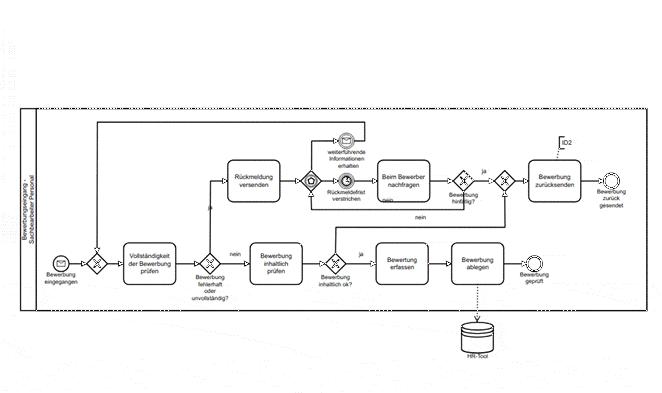 Bewerbungseingang -
Sachbearbeiter Personal
ID2
weiterführende
Informationen
erhalten
Rückmeldung
versenden
Rückmeldefrist
verstrichen
Beim Bewerber
nachfragen
nein
ja
Bewerbung
hinfällig?
Bewerbung
zurücksenden
Bewerbung
zurück
gesendet
ja
nein
Bewerbung
eingegangen
Vollständigkeit
der Bewerbung
prüfen
nein
Bewerbung
fehlerhaft
oder
unvollständig?
Bewerbung
inhaltlich
prüfen
ja
Bewerbung
inhaltlich ok?
Bewertung
erfassen
Bewerbung
ablegen
Bewerbung
geprüft
HR-Tool